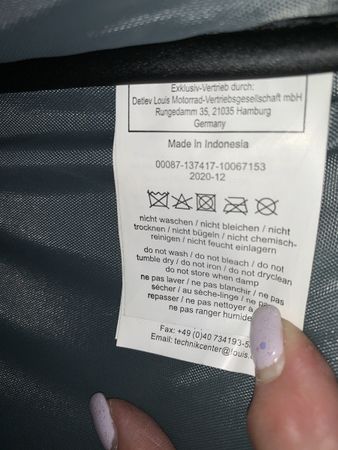 Exklusiv-Vertrieb durch:
Detlev Louis Motorrad-Vertriebsgesellschaft mbH
Rungedamm 35, 21035 Hamburg
Germany
Made In Indonesia
00087-137417-10067153
2020-12
nicht waschen / nicht bleichen / nicht
trocknen / nicht bügeln / nicht chemisch-
reinigen / nicht feucht einlagern
do not wash / do not bleach / do not
tumble dry / do not iron / do not dryclean
do not store when damp
ne pas laver / ne pas blanchir / ne pas
sécher / au sèche-linge / ne pas
repasser / ne pas nettoyer à
ne pas ranger humide
Fax: +49 (0)40 734193-5
Email: technikcenter@louis.